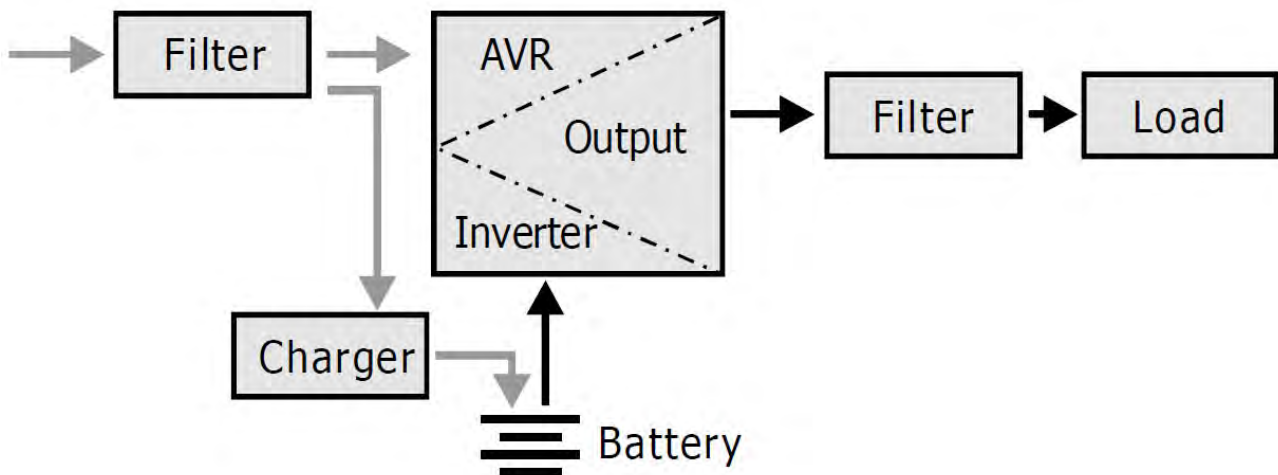 Filter
AVR
Output
Inverter
Filter
Load
Charger
Battery